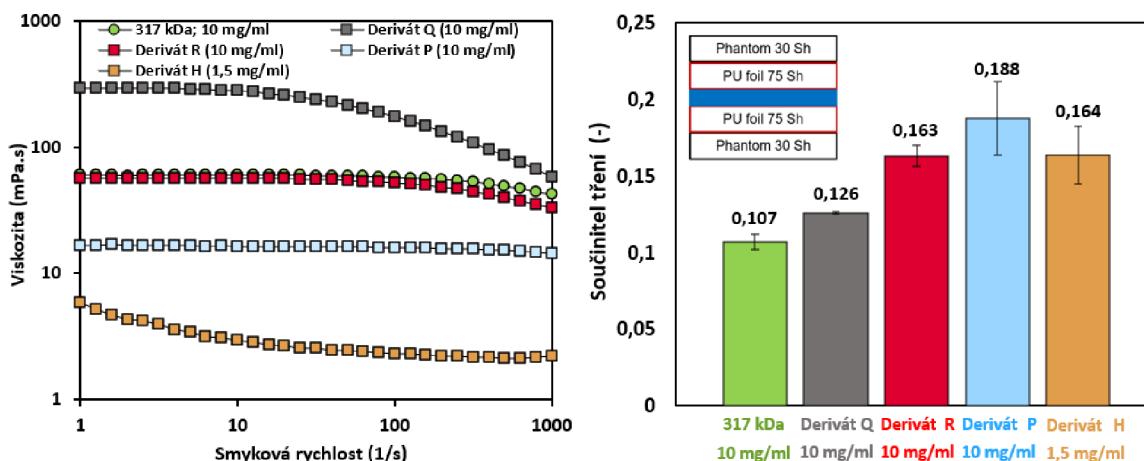 1000
100
10
1
Viskozita (mPa.s)
317 kDa; 10 mg/ml
Derivát Q (10 mg/ml)
Derivát R (10 mg/ml)
Derivát P (10 mg/ml)
Derivát H (1,5 mg/ml)
1 10 100 1000
Smyková rychlost (1/s)
0,25
0,2
0,15
0,1
0,05
0
Součinitel tření (-)
Phantom 30 Sh
PU foil 75 Sh
PU foil 75 Sh
Phantom 30 Sh
0,107
0,126
0,163
0,188
0,164
317 kDa Derivát Q Derivát R Derivát P Derivát H
10 mg/ml 10 mg/ml 10 mg/ml 10 mg/ml 1,5 mg/ml